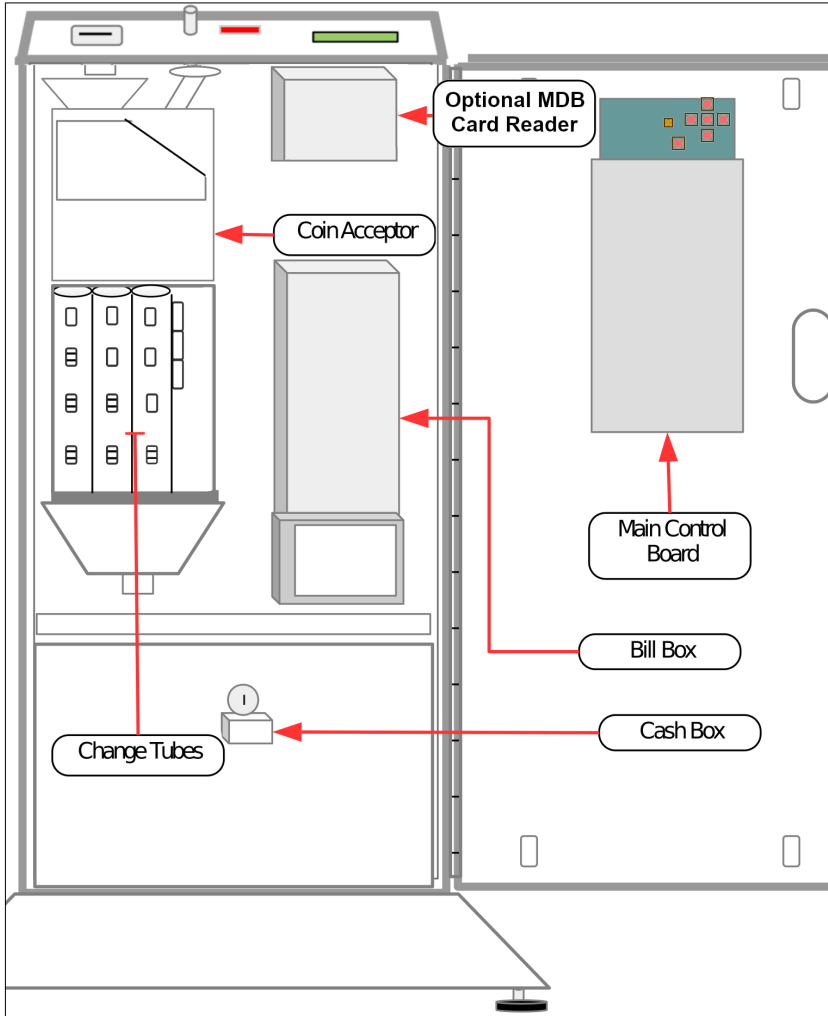 Optional MDB
Card Reader
Coin Acceptor
Main Control
Board
Bill Box
Cash Box
Change Tubes